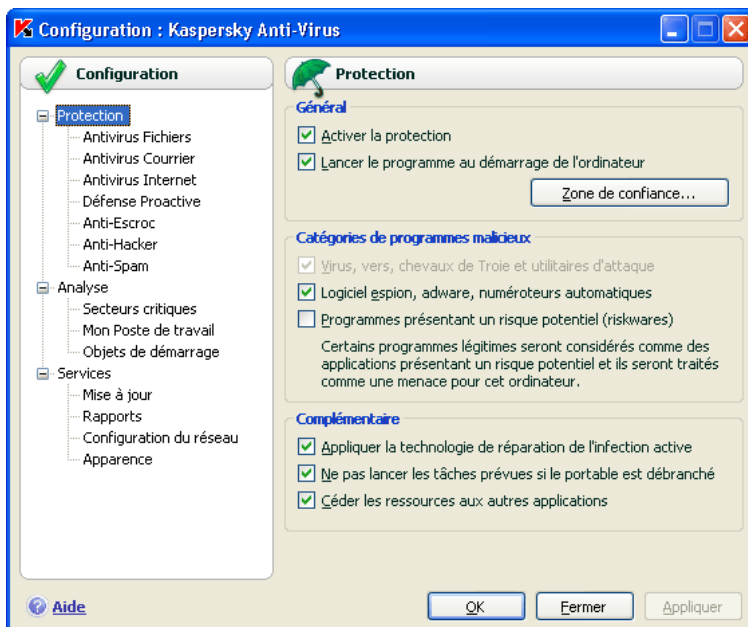 Configuration : Kaspersky Anti-Virus
Configuration
Protection
Antivirus Fichiers
Antivirus Courrier
Antivirus Internet
Défense Proactive
Anti-Escroc
Anti-Hacker
Anti-Spam
Analyse
Secteurs critiques
Mon Poste de travail
Objets de démarrage
Services
Mise à jour
Rapports
Configuration du réseau
Apparence
Protection
Général
Activer la protection
Lancer le programme au démarrage de l'ordinateur
Zone de confiance...
Catégories de programmes malicieux
Virus, vers, chevaux de Troie et utilitaires d'attaque
Logiciel espion, adware, numéroteurs automatiques
Programmes présentant un risque potentiel (riskwares)
Certains programmes légitimes seront considérés comme des
applications présentant un risque potentiel et ils seront traités
comme une menace pour cet ordinateur.
Complémentaire
Appliquer la technologie de réparation de l'infection active
Ne pas lancer les tâches prévues si le portable est débranché
Céder les ressources aux autres applications
Aide
OK
Fermer
Appliquer